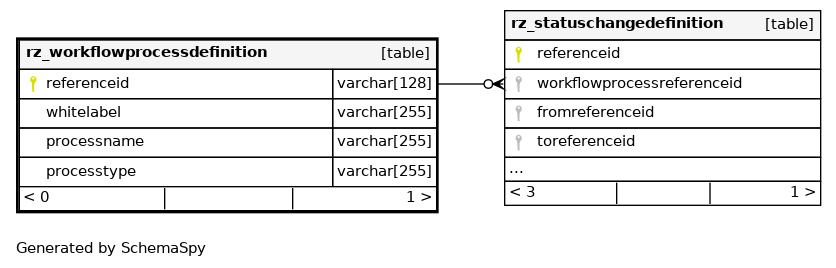 rz_workflowprocessdefinition [table]
referenceid varchar[128]
whitelabel varchar[255]
processname varchar[255]
processtype varchar[255]
< 0 1 >
rz_statuschangedefinition [table]
referenceid
workflowprocessreferenceid
fromreferenceid
toreferenceid
...
< 3 1 >
Generated by SchemaSpy